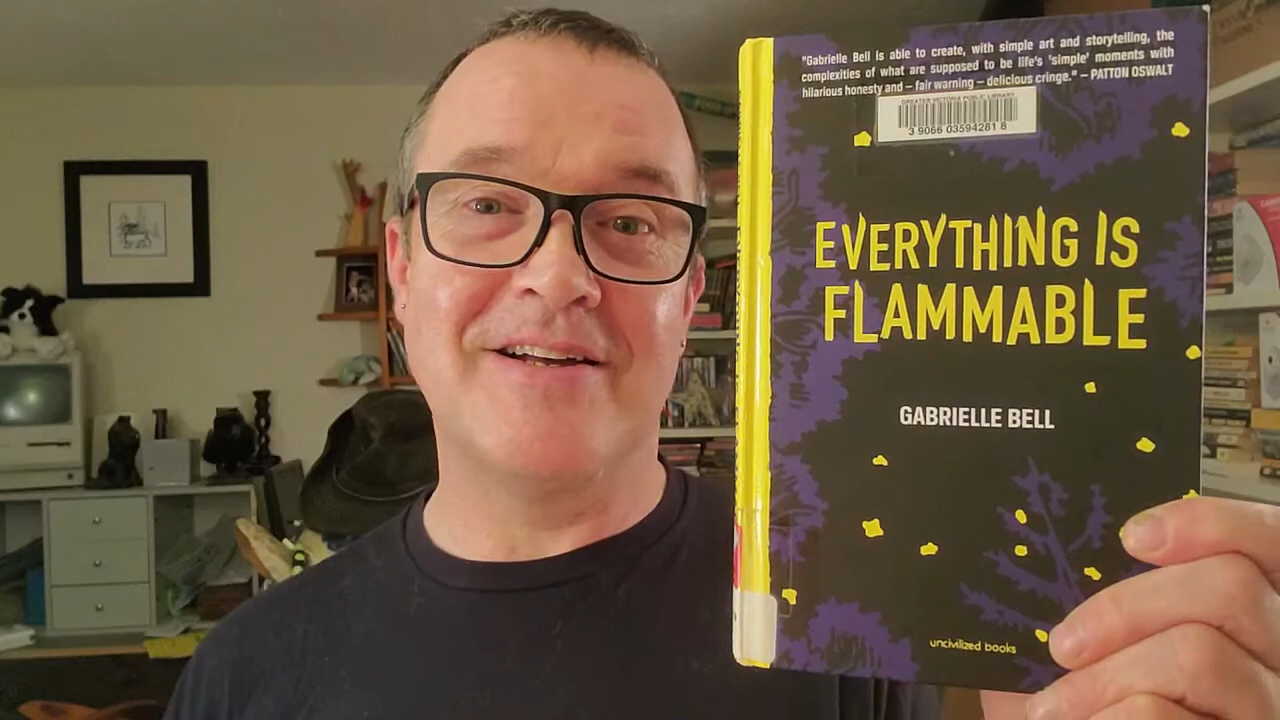 "Gabrielle Bell is able to create, with simple art and storytelling, the
complexities of what are supposed to be life's 'simple' moments with
hilarious honesty and – fair warning – delicious cringe." – PATTON OSWALT
GREATER VICTORIA PUBLIC LIBRARY
3 9066 03594281 8
EVERYTHING IS
FLAMMABLE
GABRIELLE BELL
uncivilized books